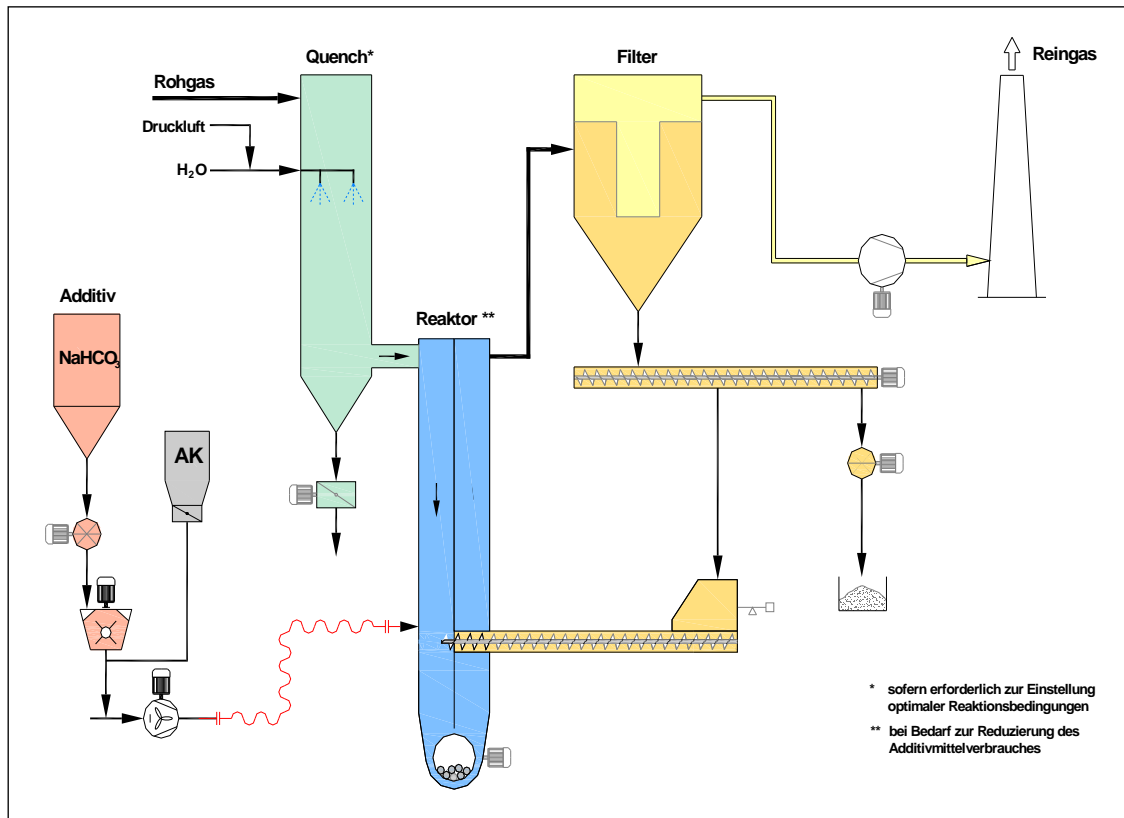 Quench*
Filter
Reingas
Rohgas
Druckluft
H₂O
Additiv
Reaktor **
NaHCO₃
AK
* sofern erforderlich zur Einstellung
optimaler Reaktionsbedingungen
** bei Bedarf zur Reduzierung des
Additivmittelverbrauches